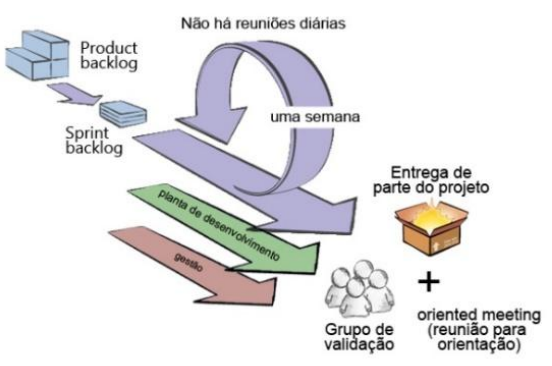 Não há reuniões diárias
Product
backlog
uma semana
Sprint
backlog
Entrega de
parte do projeto
planta de desenvolvimento
gestão
+
Grupo de
validação
oriented meeting
(reunião para
orientação)